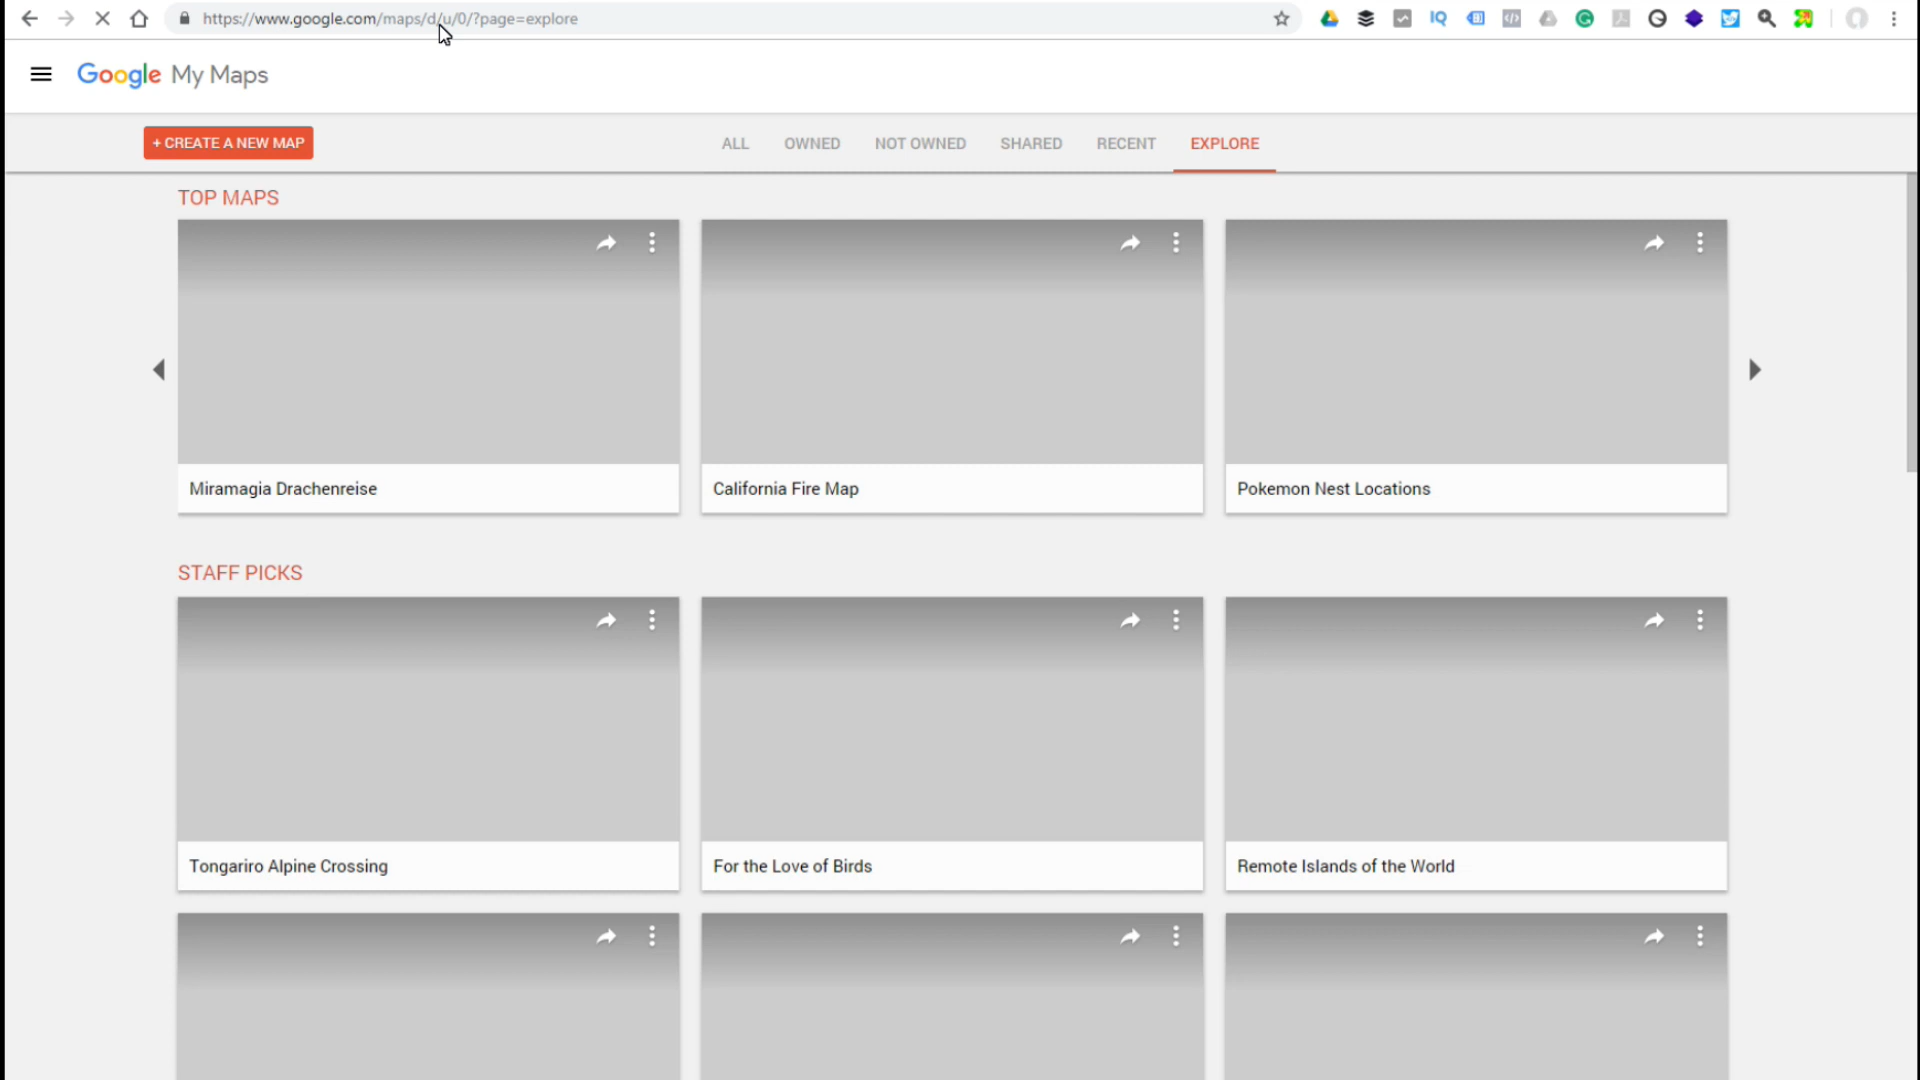 https://www.google.com/maps/d/u/0/?page=explore
IQ
Google My Maps
+ CREATE A NEW MAP
ALL
OWNED
NOT OWNED
SHARED
RECENT
EXPLORE
TOP MAPS
Miramagia Drachenreise
California Fire Map
Pokemon Nest Locations
STAFF PICKS
Tongariro Alpine Crossing
For the Love of Birds
Remote Islands of the World